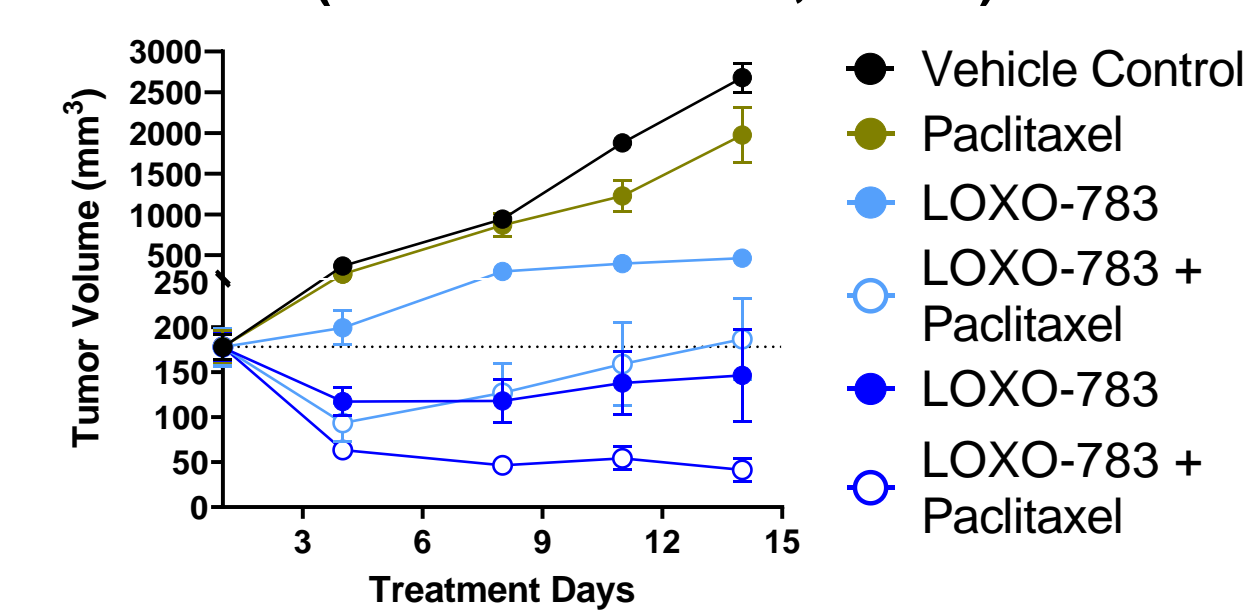 3000
2500
2000
1500
1000
500
250
200
150
100
50
0
Tumor Volume (mm³)
3 6 9 12 15
Treatment Days
Vehicle Control
Paclitaxel
LOXO-783
LOXO-783 +
Paclitaxel
LOXO-783
LOXO-783 +
Paclitaxel